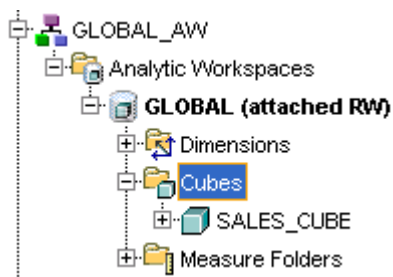 GLOBAL_AW
Analytic Workspaces
GLOBAL (attached RW)
Dimensions
Cubes
SALES_CUBE
Measure Folders